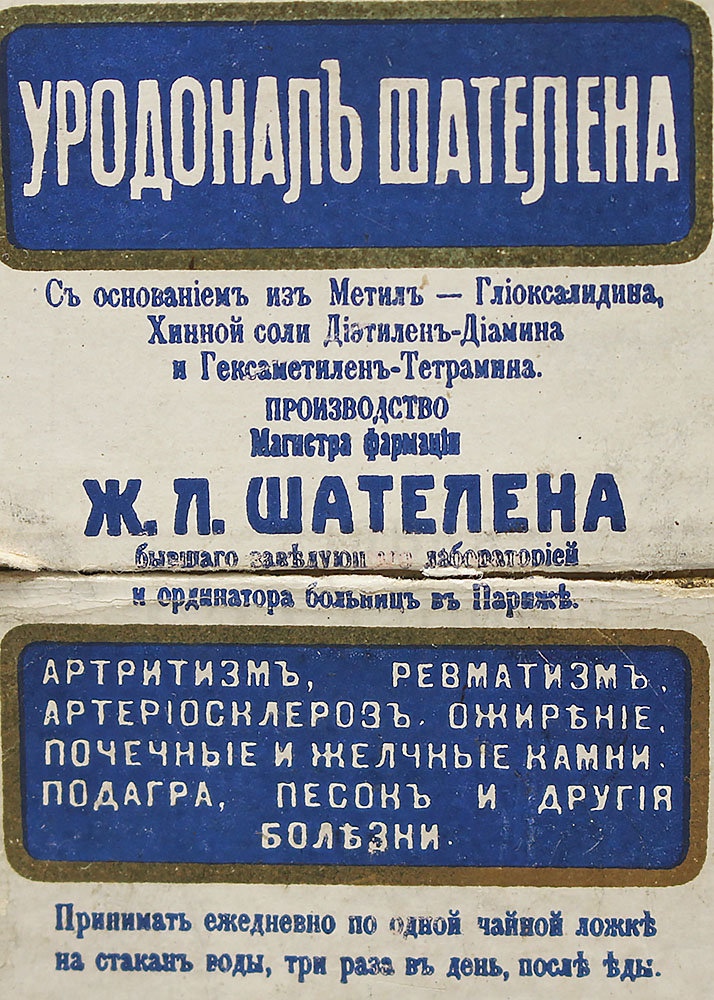 УРОДОНАЛЪ ШАТЕЛЕНА
Съ основаніемъ изъ Метилъ — Гліоксалидина,
Хинной соли Діэтиленъ-Діамина
и Гексаметиленъ-Тетрамина.
ПРОИЗВОДСТВО
Магистра фармаціи
Ж. Л. ШАТЕЛЕНА
бывшаго лабораторіей
и ординатора больницъ въ Парижѣ.
АРТРИТИЗМЪ, РЕВМАТИЗМЪ,
АРТЕРІОСКЛЕРОЗЪ, ОЖИРѢНІЕ,
ПОЧЕЧНЫЕ И ЖЕЛЧНЫЕ КАМНИ.
ПОДАГРА, ПЕСОКЪ И ДРУГІЯ
БОЛѢЗНИ.
Принимать ежедневно по одной чайной ложкѣ
на стаканъ воды, три раза въ день, послѣ ѣды.